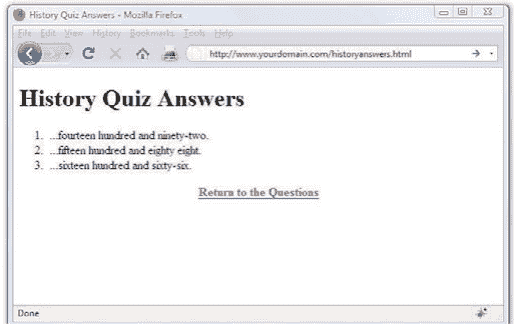 History Quiz Answers - Mozilla Firefox
File Edit View History Bookmarks Tools Help
http://www.yourdomain.com/historyanswers.html
History Quiz Answers
1. ...fourteen hundred and ninety-two.
2. ...fifteen hundred and eighty eight.
3. ...sixteen hundred and sixty-six.
Return to the Questions
Done